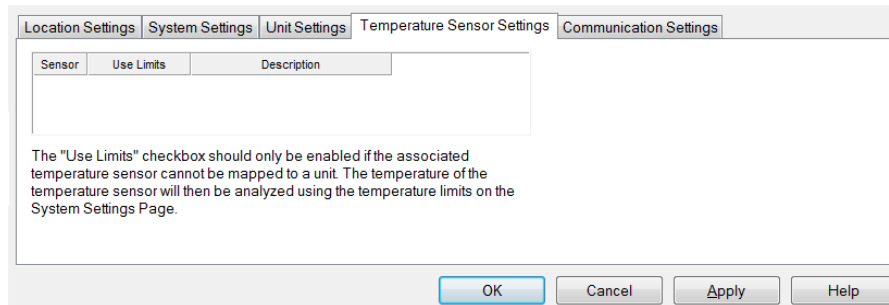 Location Settings System Settings Unit Settings Temperature Sensor Settings Communication Settings
Sensor Use Limits Description
The "Use Limits" checkbox should only be enabled if the associated
temperature sensor cannot be mapped to a unit. The temperature of the
temperature sensor will then be analyzed using the temperature limits on the
System Settings Page.
OK Cancel Apply Help